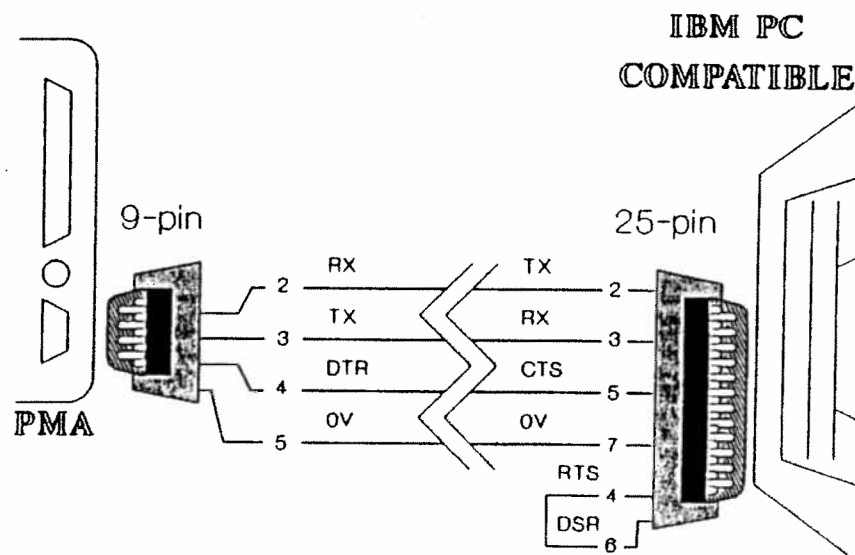 IBM PC
COMPATIBLE
9-pin
25-pin
RX
TX
2
2
TX
RX
3
3
DTR
CTS
4
5
0V
0V
5
7
PMA
RTS
4
DSR
6